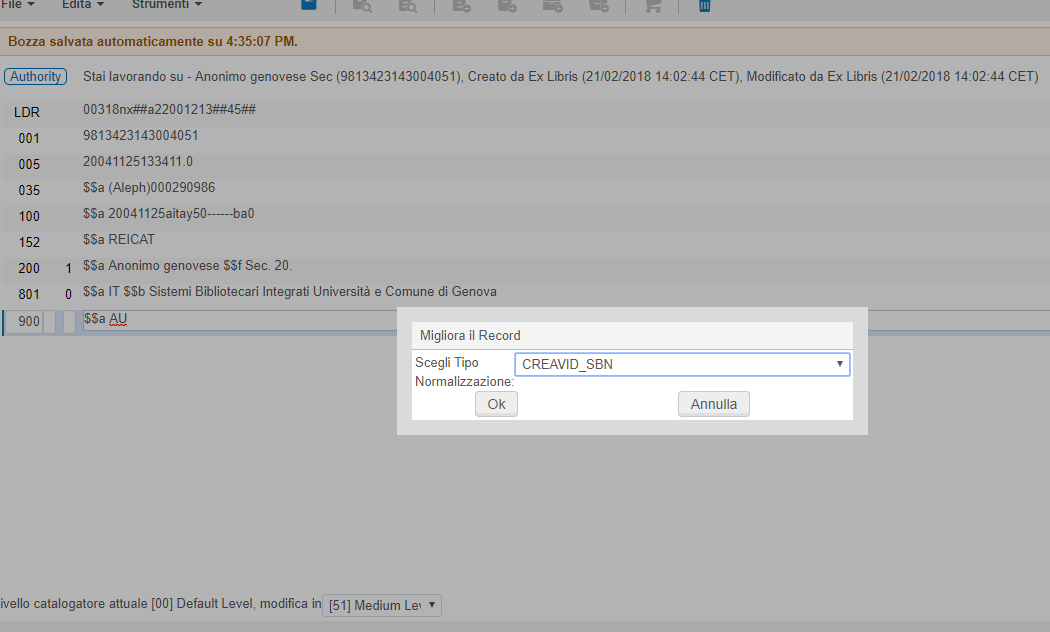 File Edita Strumenti
Bozza salvata automaticamente su 4:35:07 PM.
Authority Stai lavorando su - Anonimo genovese Sec (9813423143004051), Creato da Ex Libris (21/02/2018 14:02:44 CET), Modificato da Ex Libris (21/02/2018 14:02:44 CET)
LDR 00318nx##a22001213##45##
001 9813423143004051
005 20041125133411.0
035 $$a (Aleph)000290986
100 $$a 20041125aitay50------ba0
152 $$a REICAT
200 1 $$a Anonimo genovese $$f Sec. 20.
801 0 $$a IT $$b Sistemi Bibliotecari Integrati Università e Comune di Genova
900 $$a AU
Migliora il Record
Scegli Tipo
Normalizzazione:
CREAVID_SBN
Ok Annulla
ivello catalogatore attuale [00] Default Level, modifica in [51] Medium Lev